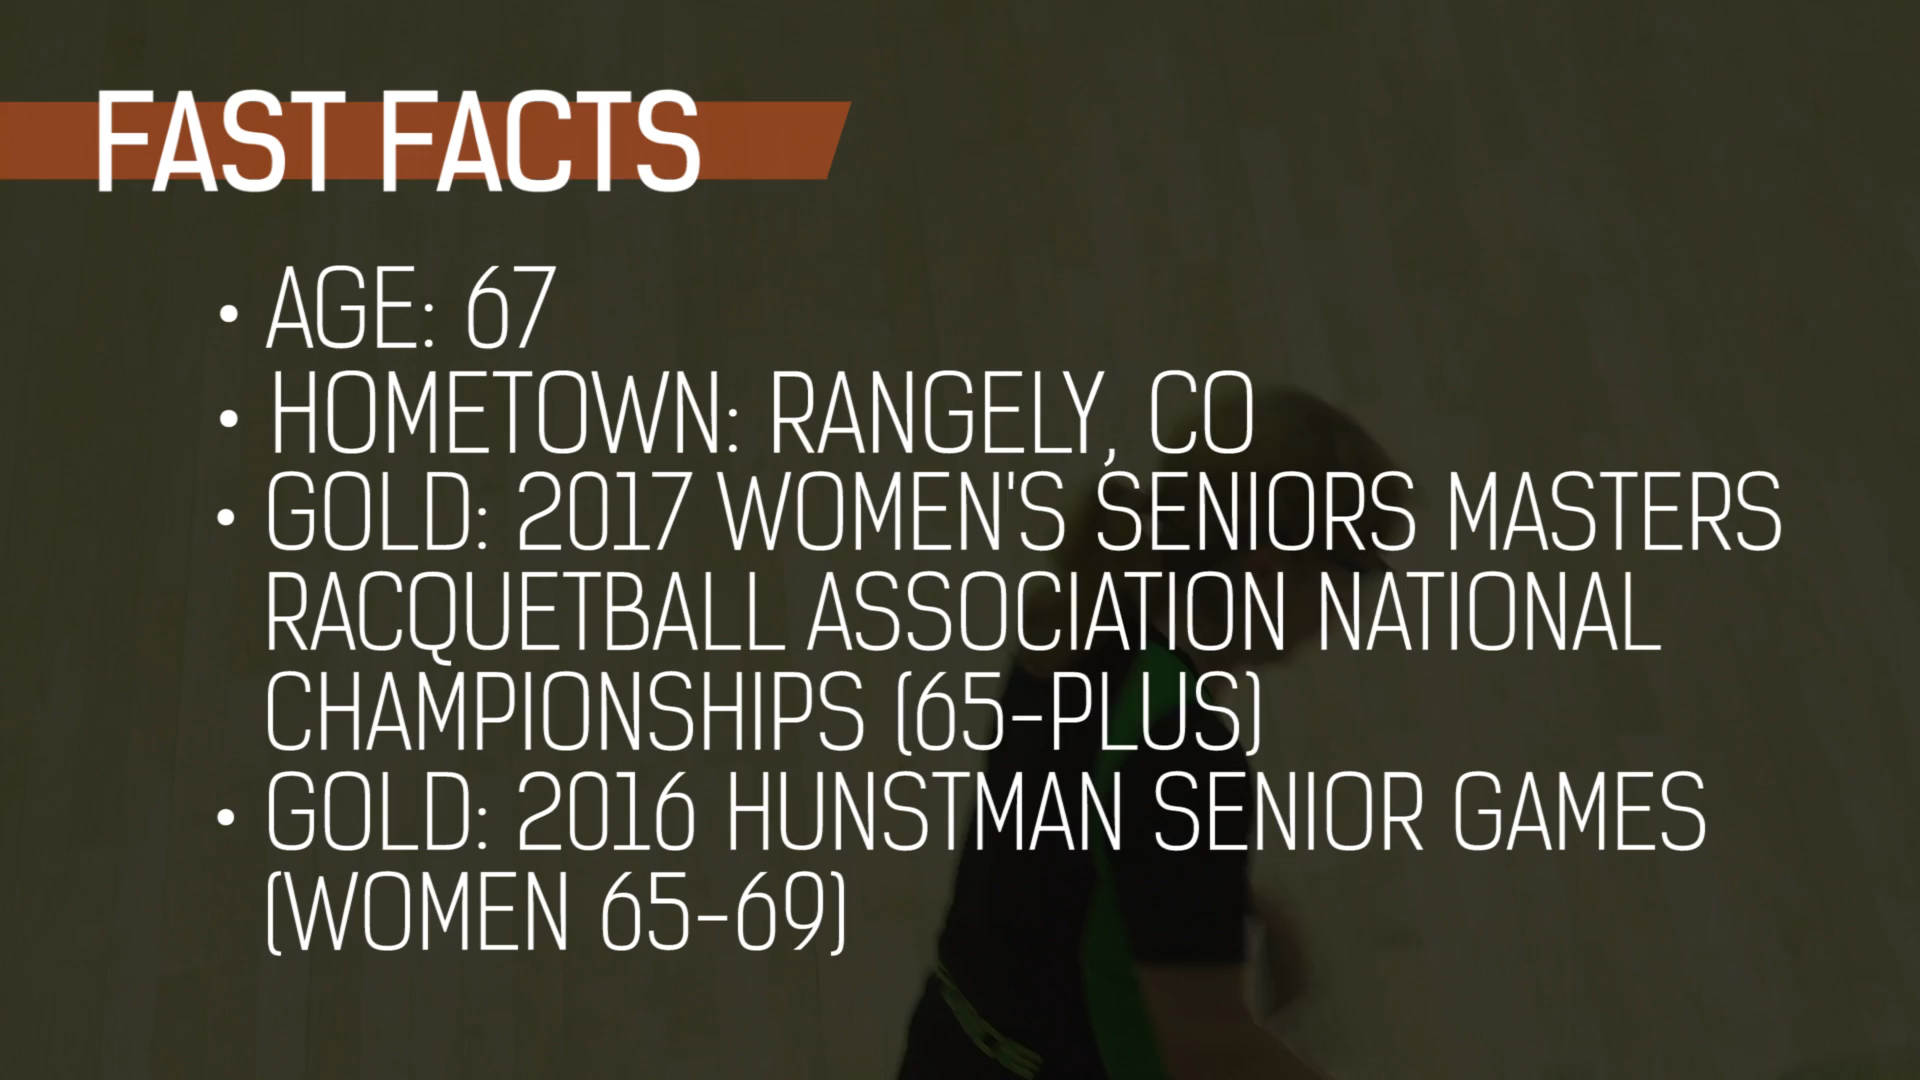 FAST FACTS
• AGE: 67
• HOMETOWN: RANGELY, CO
• GOLD: 2017 WOMEN'S SENIORS MASTERS
RACQUETBALL ASSOCIATION NATIONAL
CHAMPIONSHIPS (65-PLUS)
• GOLD: 2016 HUNSTMAN SENIOR GAMES
(WOMEN 65-69)